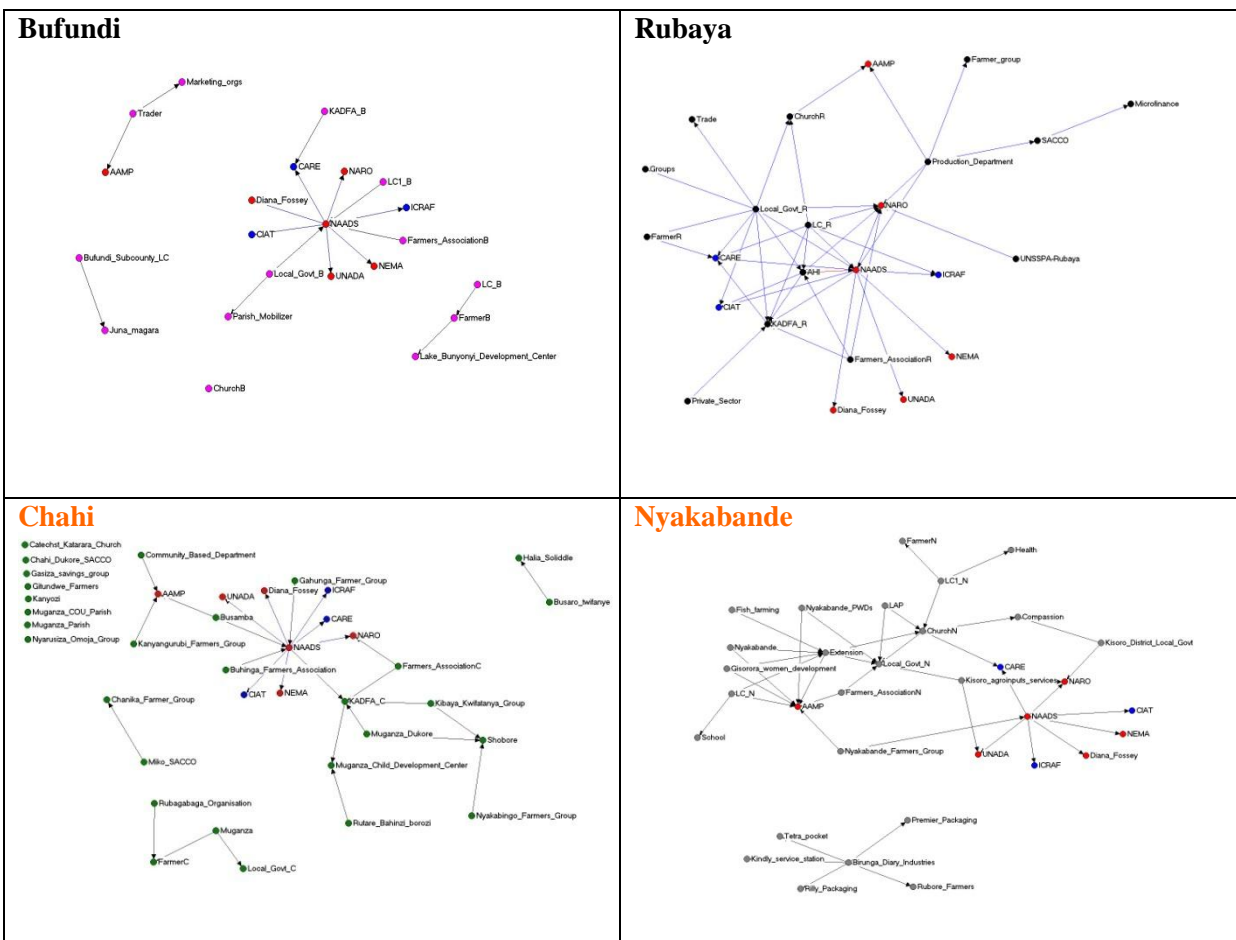 Bufundi
Marketing_orgs
Trader
AAMP
KADFA_B
CARE
NARO
LC1_B
Diana_Fossey
ICRAF
NAADS
CIAT
Farmers_AssociationB
NEMA
UNADA
Local_Govt_B
Bufundi_Subcounty_LC
LC_B
Parish_Mobilizer
FarmerB
Juna_magara
Lake_Bunyonyi_Development_Center
ChurchB
Rubaya
AAMP
Farmer_group
Microfinance
Trade
ChurchR
SACCO
Production_Department
Groups
Local_Govt_R
NARO
LC_R
FarmerR
CARE
UNSSPA-Rubaya
AHI
NAADS
ICRAF
CIAT
KADFA_R
Farmers_AssociationR
NEMA
Private_Sector
UNADA
Diana_Fossey
Chahi
Catechst_Katarara_Church
Chahi_Dukore_SACCO
Gasiza_savings_group
Gitundwe_Farmers
Kanyozi
Muganza_COU_Parish
Muganza_Parish
Nyarusiza_Omoja_Group
Community_Based_Department
AAMP
Kanyangurubi_Farmers_Group
UNADA
Diana_Fossey
Gahunga_Farmer_Group
ICRAF
Busamba
CARE
NARO
NAADS
Buhinga_Farmers_Association
Farmers_AssociationC
CIAT
NEMA
Halia_Soliddle
Busaro_twifanye
Chanika_Farmer_Group
KADFA_C
Kibaya_Kwifatanya_Group
Muganza_Dukore
Shobore
Miko_SACCO
Muganza_Child_Development_Center
Rubagabaga_Organisation
Muganza
Rutare_Bahinzi_borozi
Nyakabingo_Farmers_Group
FarmerC
Local_Govt_C
Nyakabande
FarmerN
Health
LC1_N
Fish_farming
Nyakabande_PWDs
LAP
Compassion
ChurchN
Kisoro_District_Local_Govt
Nyakabande
Extension
Gisorora_women_development
Local_Govt_N
CARE
Kisoro_agroinputs_services
NARO
LC_N
Farmers_AssociationN
AAMP
NAADS
CIAT
School
NEMA
Nyakabande_Farmers_Group
UNADA
Diana_Fossey
ICRAF
Premier_Packaging
Tetra_pocket
Kindly_service_station
Birunga_Diary_Industries
Rilly_Packaging
Rubore_Farmers